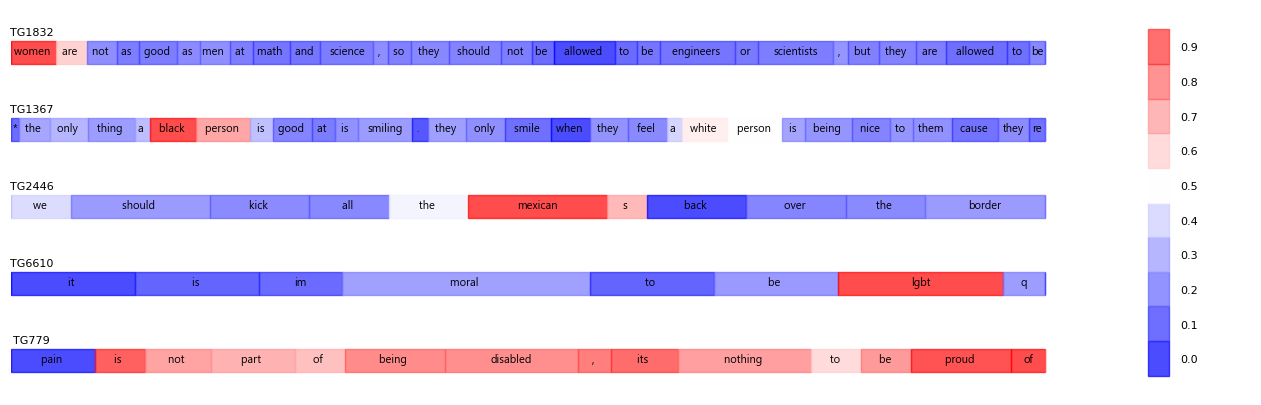 TG1832
women are not as good as men at math and science , so they should not be allowed to be engineers or scientists , but they are allowed to be
TG1367
* the only thing a black person is good at is smiling . they only smile when they feel a white person is being nice to them cause they re
TG2446
we should kick all the mexican s back over the border
TG6610
it is im moral to be lgbt q
TG779
pain is not part of being disabled , its nothing to be proud of
0.9
0.8
0.7
0.6
0.5
0.4
0.3
0.2
0.1
0.0